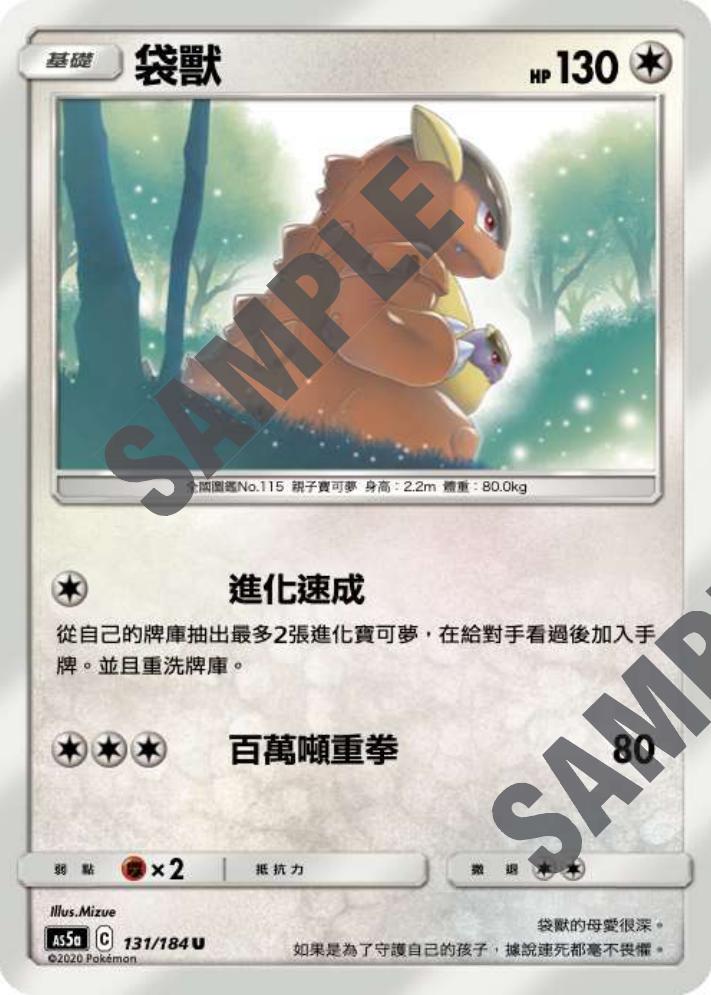 基礎 袋獸 HP 130
全國圖鑑No.115 親子寶可夢 身高：2.2m 體重：80.0kg
SAMPLE
進化速成
從自己的牌庫抽出最多2張進化寶可夢，在給對手看過後加入手
牌。並且重洗牌庫。
百萬噸重拳 80
SAMPLE
弱點 ×2 抵抗力 撤退
Illus.Mizue
AS5a C 131/184 U
©2020 Pokémon
袋獸的母愛很深。
如果是為了守護自己的孩子，據說連死都毫不畏懼。